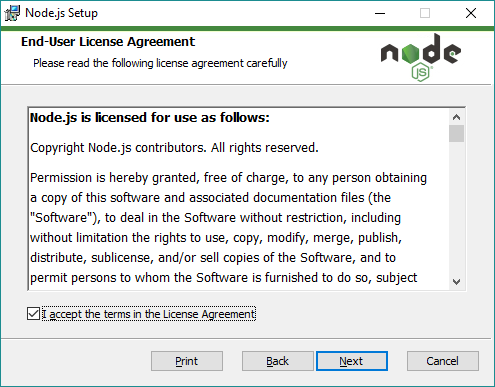 Node.js Setup
End-User License Agreement
Please read the following license agreement carefully
node
JS
Node.js is licensed for use as follows:
Copyright Node.js contributors. All rights reserved.
Permission is hereby granted, free of charge, to any person obtaining
a copy of this software and associated documentation files (the
"Software"), to deal in the Software without restriction, including
without limitation the rights to use, copy, modify, merge, publish,
distribute, sublicense, and/or sell copies of the Software, and to
permit persons to whom the Software is furnished to do so, subject
I accept the terms in the License Agreement
Print
Back
Next
Cancel